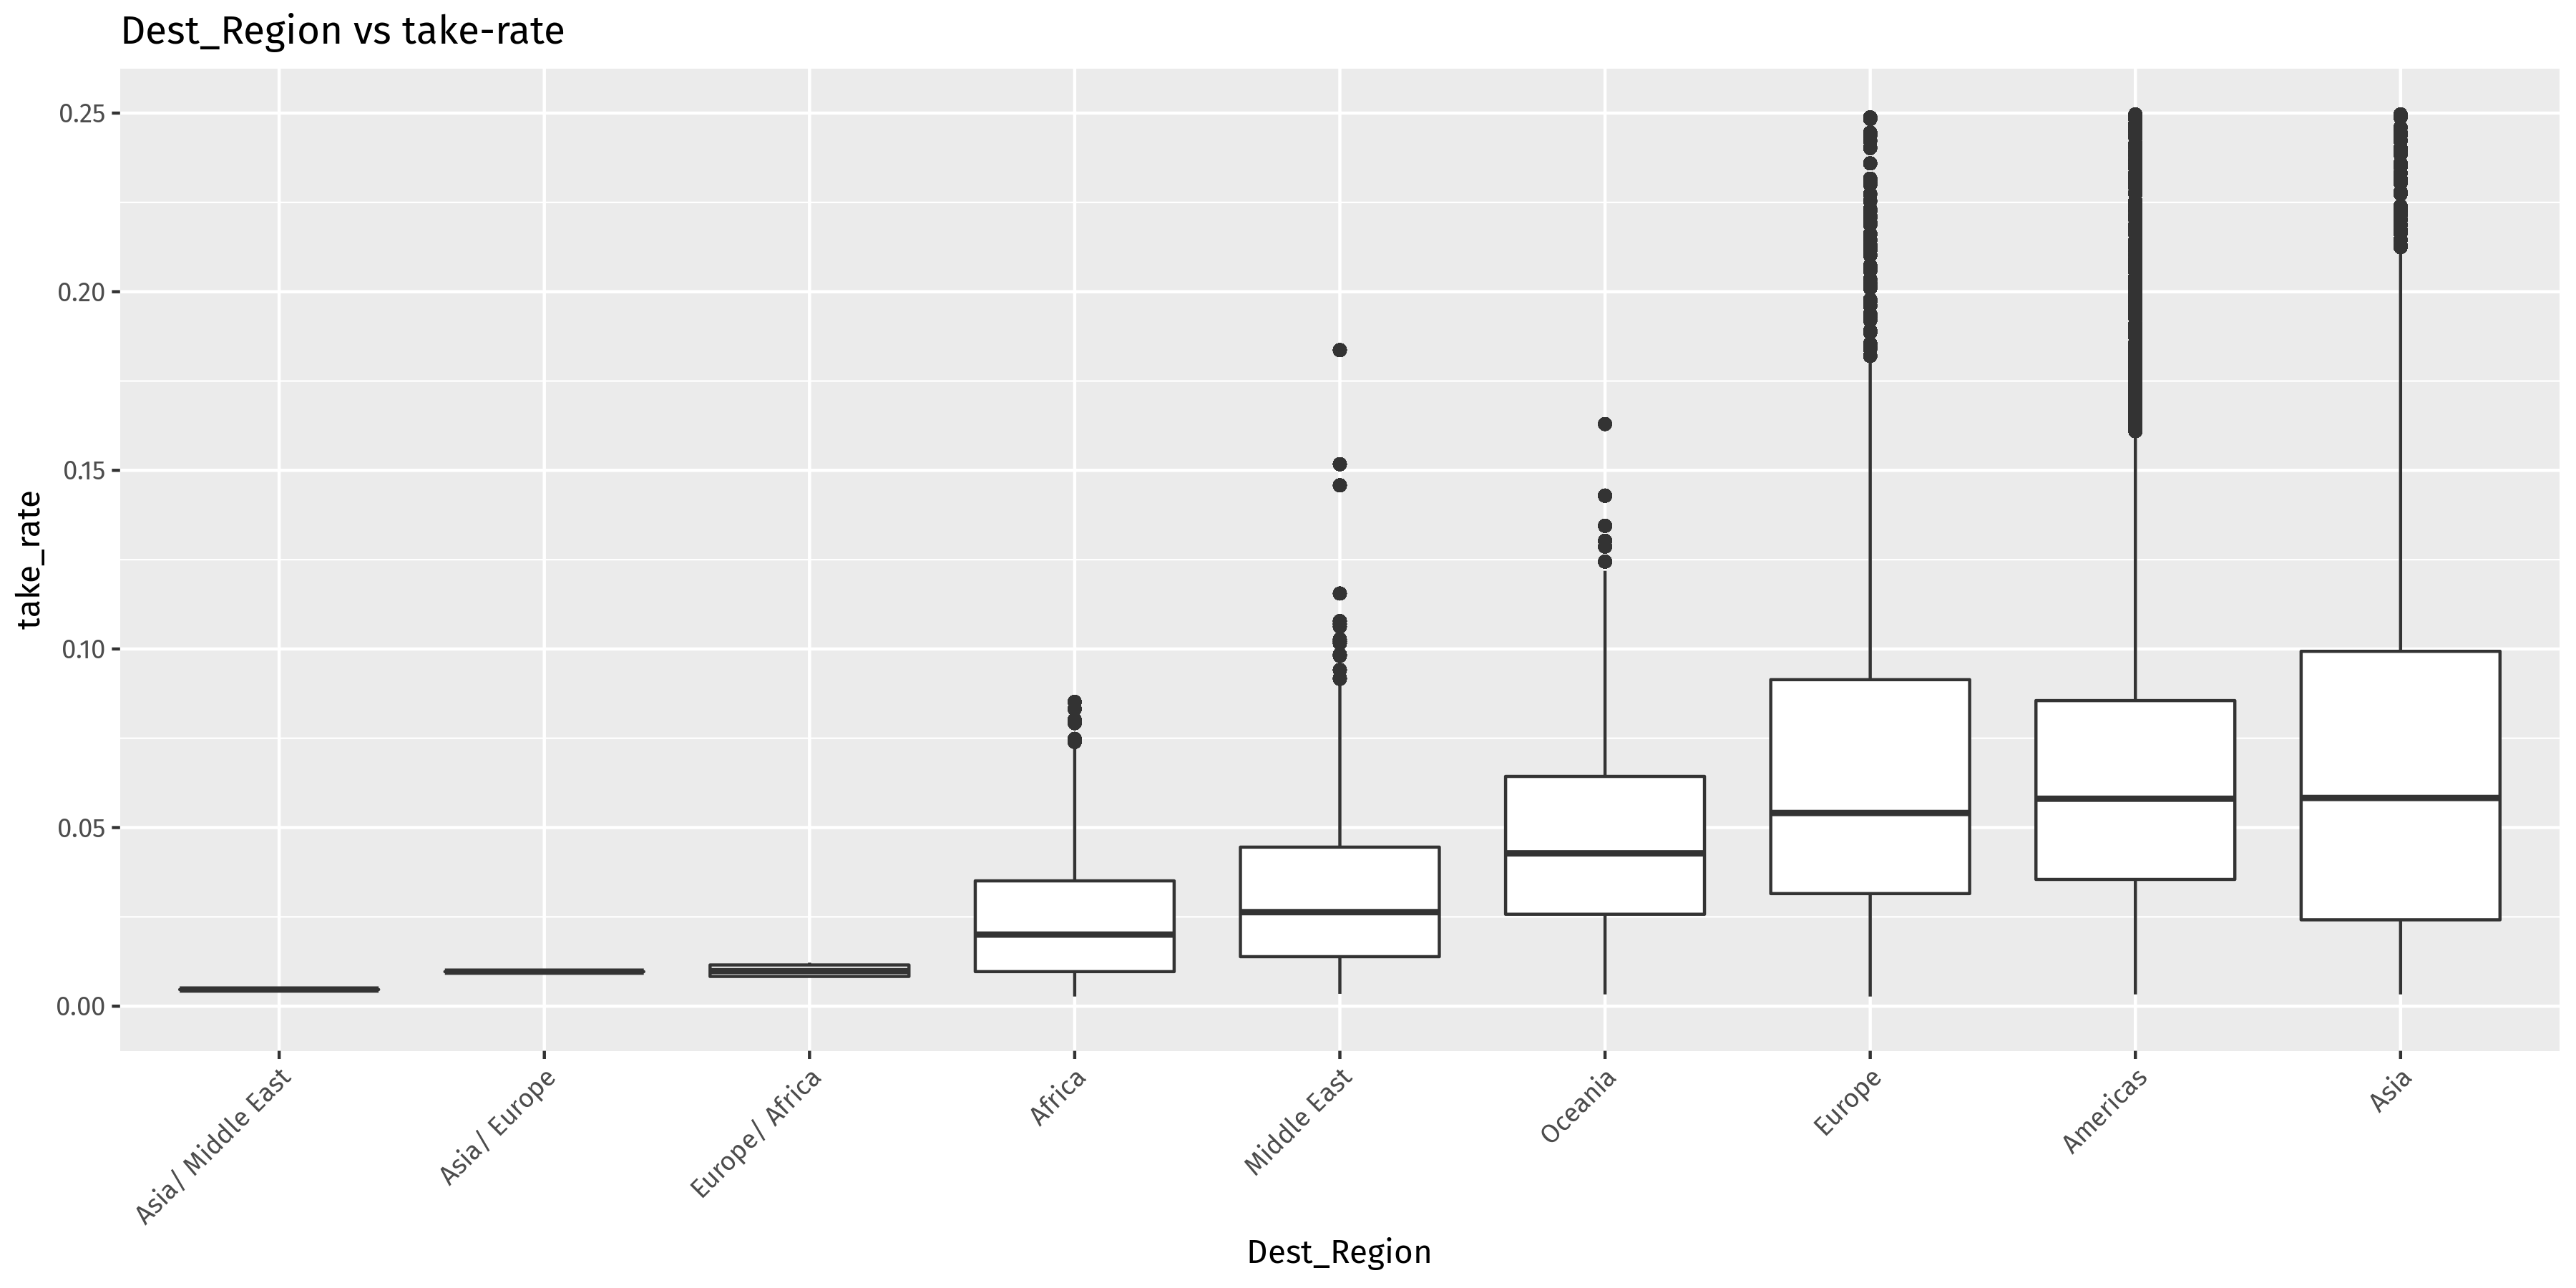 Dest_Region vs take-rate
take_rate
0.25
0.20
0.15
0.10
0.05
0.00
Asia/ Middle East
Asia/ Europe
Europe/ Africa
Africa
Middle East
Oceania
Europe
Americas
Asia
Dest_Region